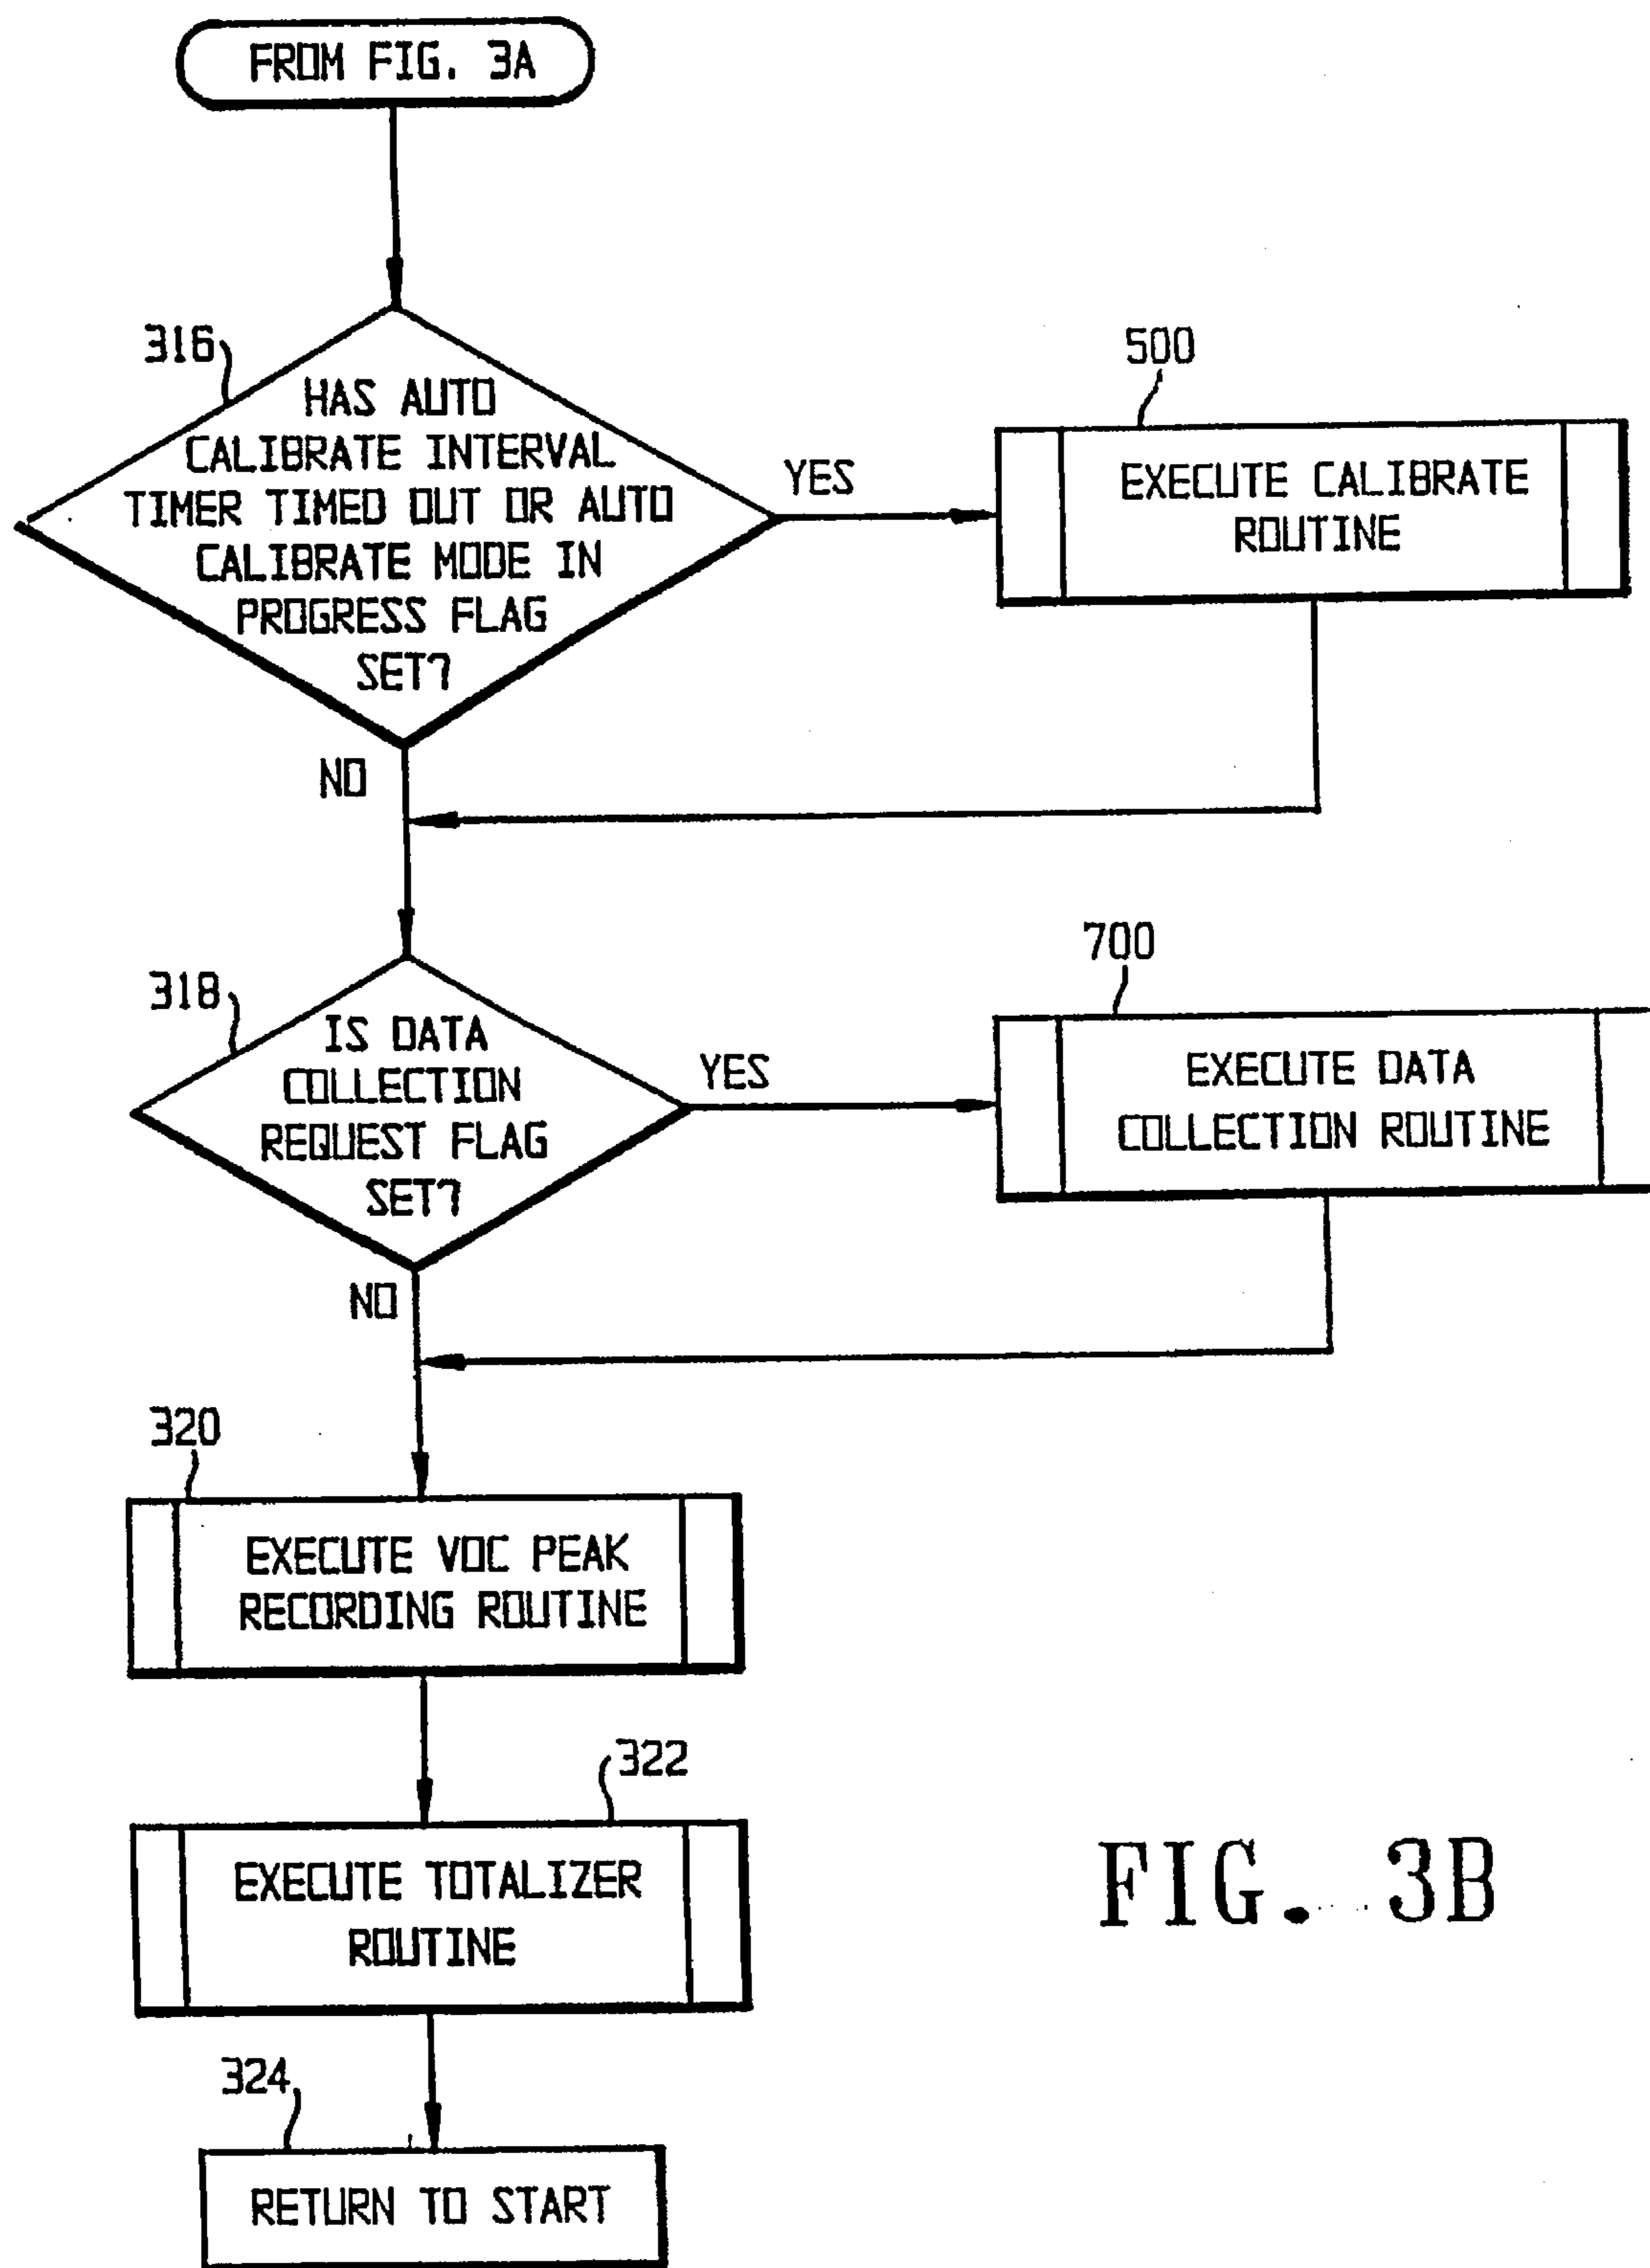 FROM FIG. 3A
316
HAS AUTO
CALIBRATE INTERVAL
TIMER TIMED OUT OR AUTO
CALIBRATE MODE IN
PROGRESS FLAG
SET?
YES
500
EXECUTE CALIBRATE
ROUTINE
NO
318
IS DATA
COLLECTION
REQUEST FLAG
SET?
YES
700
EXECUTE DATA
COLLECTION ROUTINE
NO
320
EXECUTE VOC PEAK
RECORDING ROUTINE
322
EXECUTE TOTALIZER
ROUTINE
324
RETURN TO START
FIG. 3B